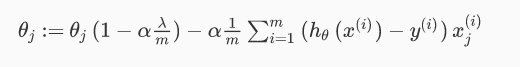 θ_j := θ_j (1 − α λ/m) − α 1/m ∑_{i=1}^{m} (h_θ (x^{(i)}) − y^{(i)}) x_j^{(i)}